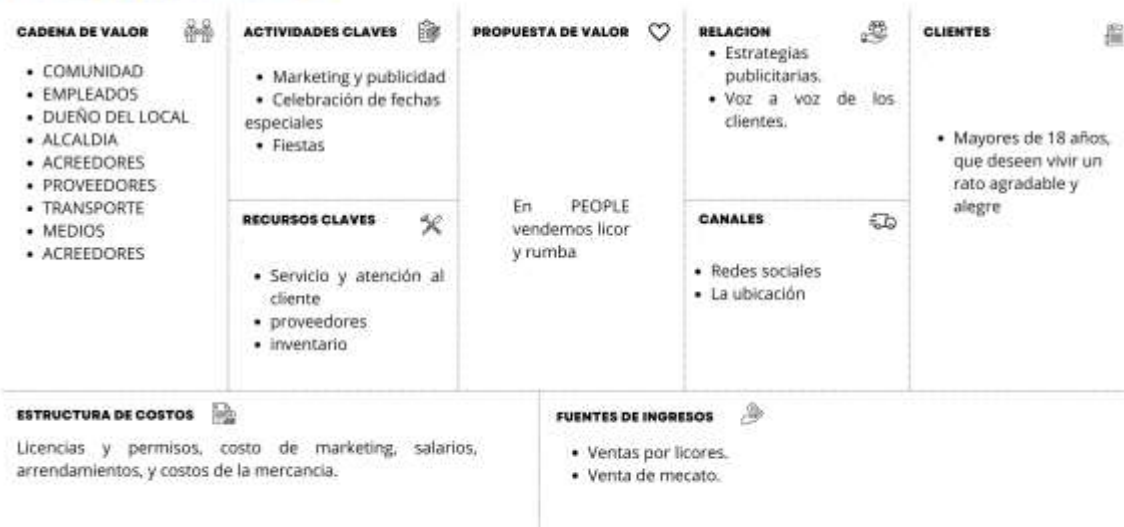 CADENA DE VALOR
• COMUNIDAD
• EMPLEADOS
• DUEÑO DEL LOCAL
• ALCALDIA
• ACREEDORES
• PROVEEDORES
• TRANSPORTE
• MEDIOS
• ACREEDORES
ACTIVIDADES CLAVES
• Marketing y publicidad
• Celebración de fechas
especiales
• Fiestas
RECURSOS CLAVES
• Servicio y atención al
cliente
• proveedores
• inventario
PROPUESTA DE VALOR
En PEOPLE
vendemos licor
y rumba
RELACION
• Estrategias
publicitarias.
• Voz a voz de los
clientes.
CANALES
• Redes sociales
• La ubicación
CLIENTES
• Mayores de 18 años,
que deseen vivir un
rato agradable y
alegre
ESTRUCTURA DE COSTOS
Licencias y permisos, costo de marketing, salarios,
arrendamientos, y costos de la mercancia.
FUENTES DE INGRESOS
• Ventas por licores.
• Venta de mecato.